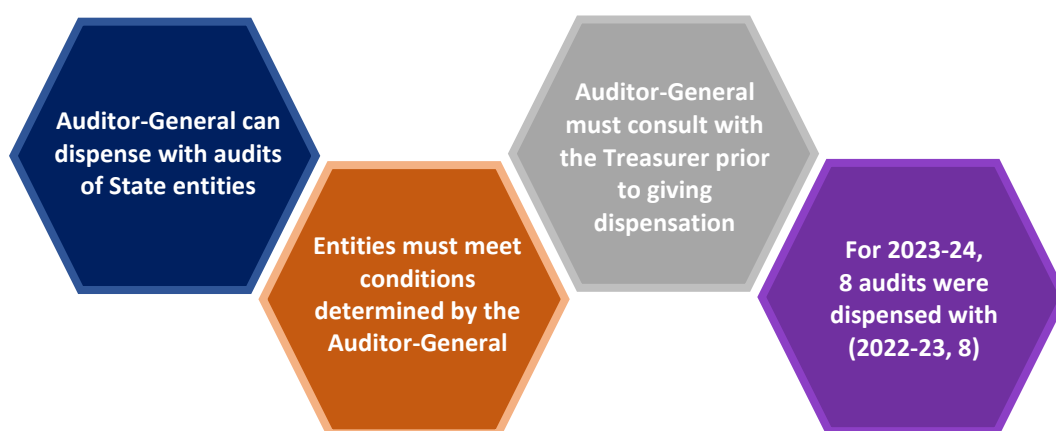 Auditor-General can
dispense with audits
of State entities
Entities must meet
conditions
determined by the
Auditor-General
Auditor-General
must consult with
the Treasurer prior
to giving
dispensation
For 2023-24,
8 audits were
dispensed with
(2022-23, 8)